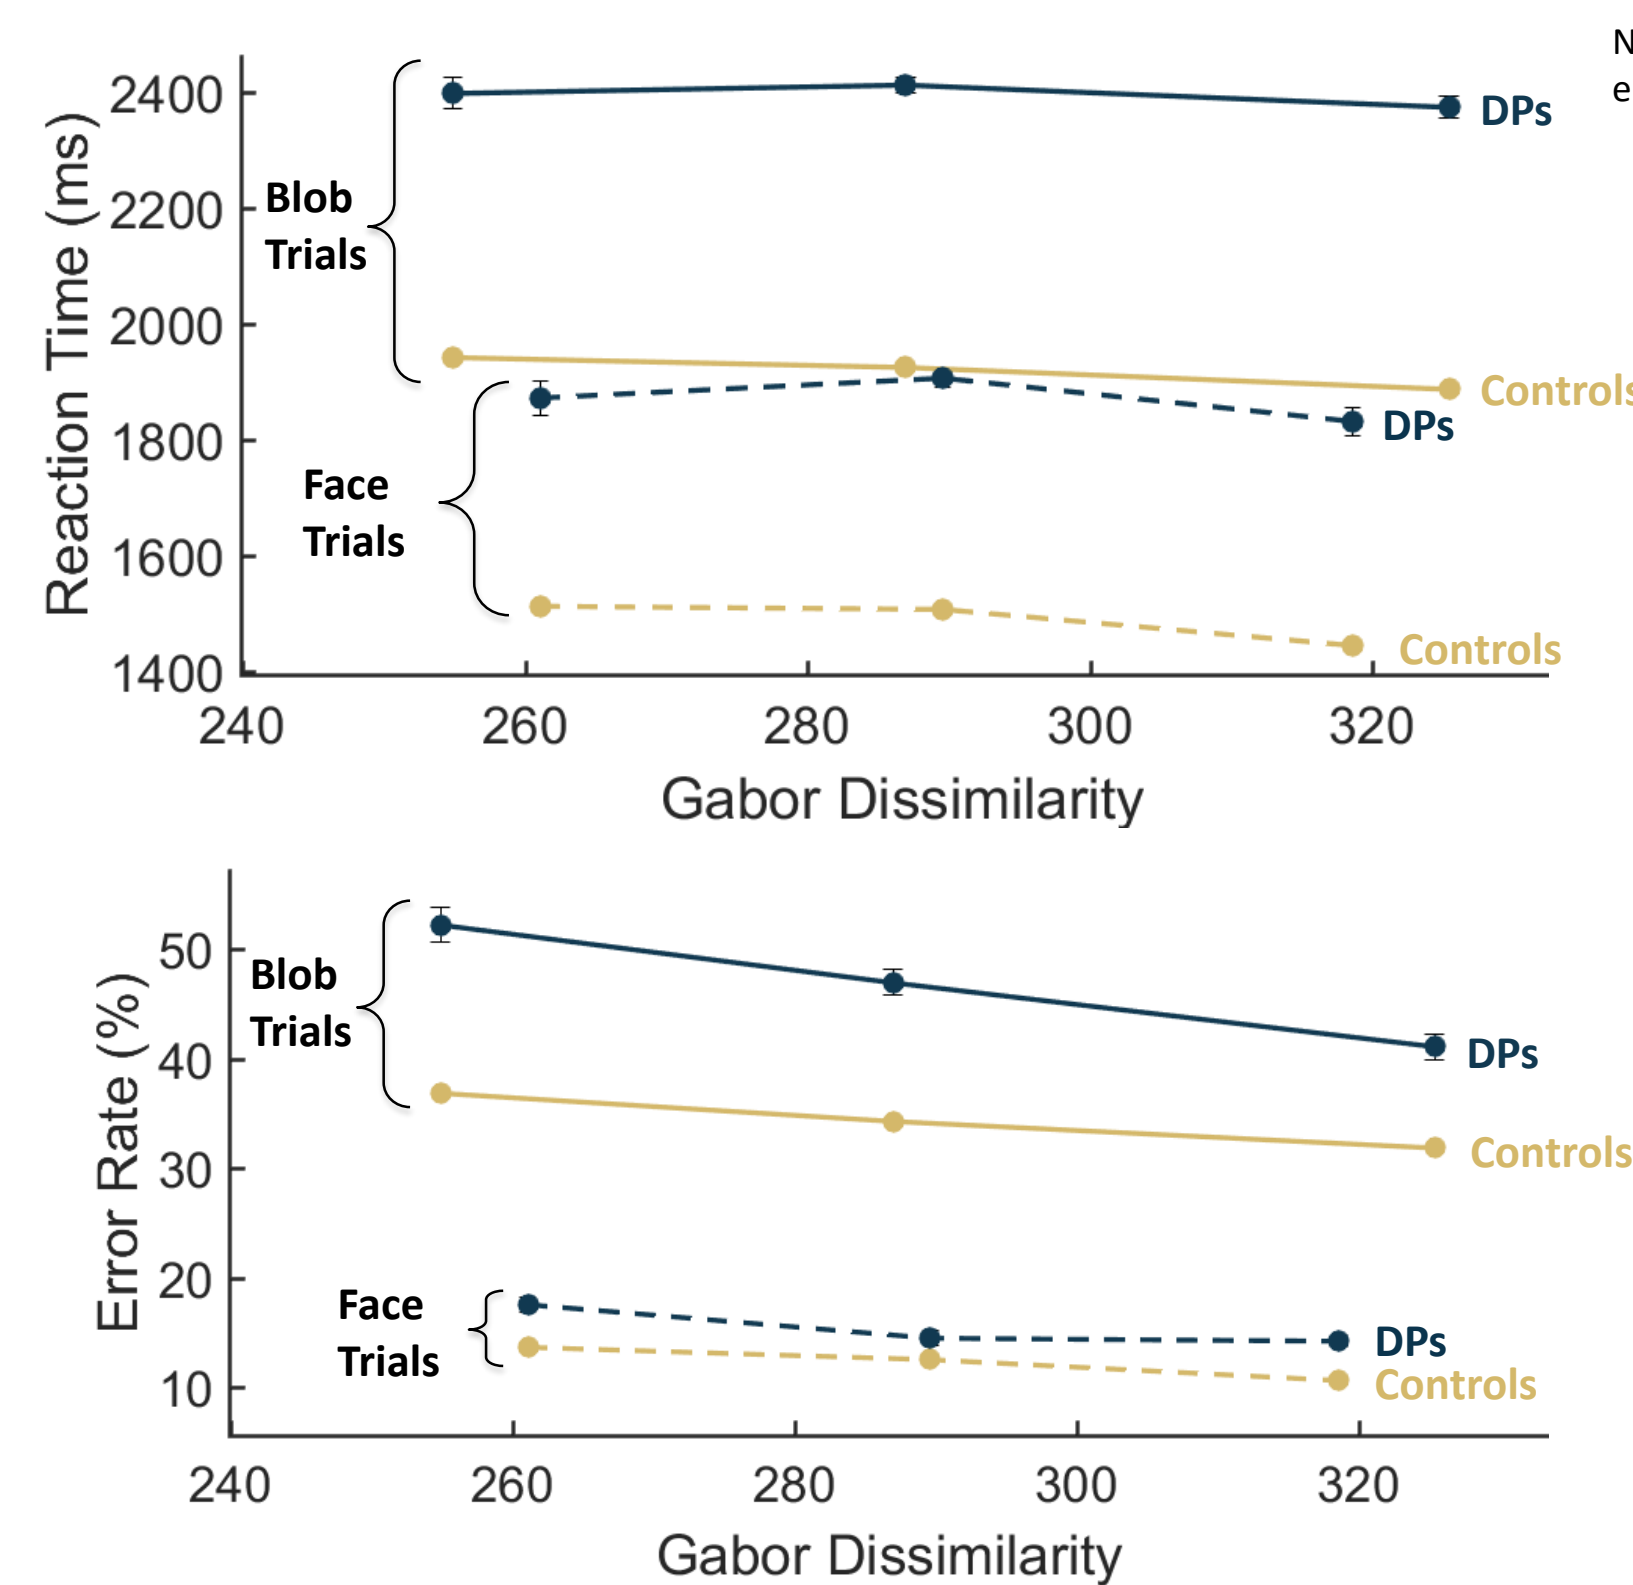 N
e
2400
2200
2000
1800
1600
1400
Reaction Time (ms)
Blob
Trials
DPs
Controls
Face
Trials
DPs
Controls
240 260 280 300 320
Gabor Dissimilarity
50
40
30
20
10
Error Rate (%)
Blob
Trials
DPs
Controls
Face
Trials
DPs
Controls
240 260 280 300 320
Gabor Dissimilarity